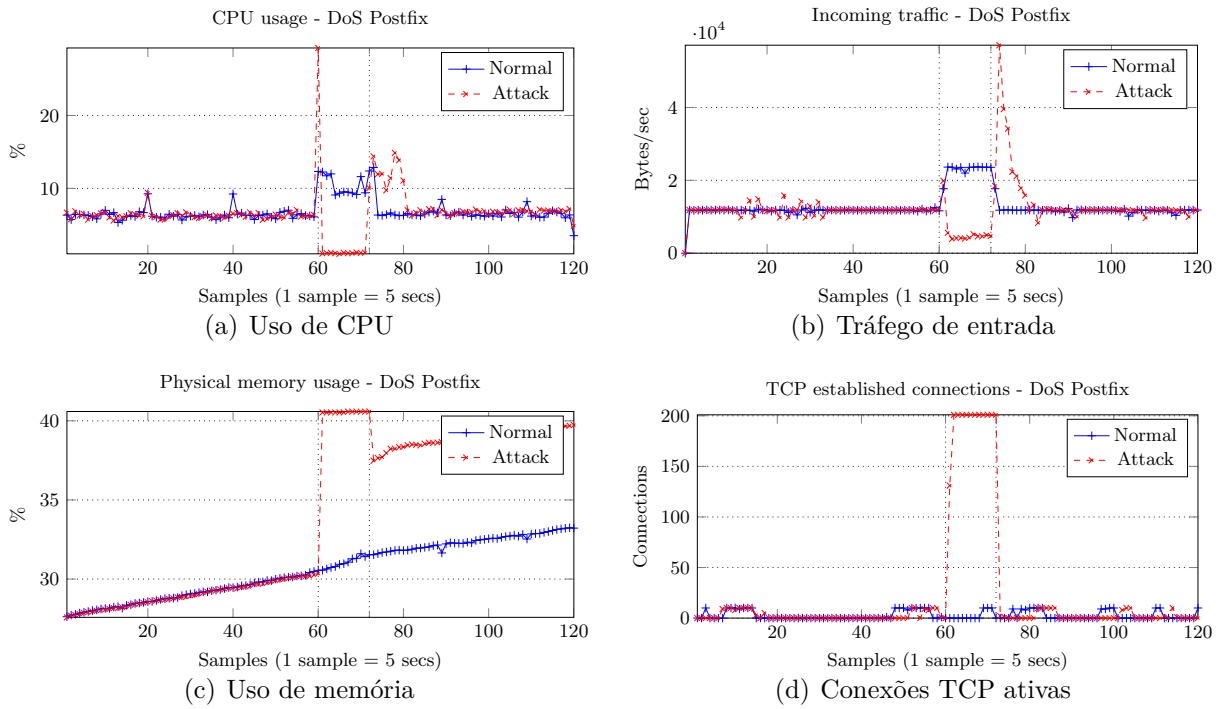 CPU usage - DoS Postfix
%
20
10
Normal
Attack
20 40 60 80 100 120
Samples (1 sample = 5 secs)
(a) Uso de CPU
Incoming traffic - DoS Postfix
·10⁴
Bytes/sec
4
2
0
Normal
Attack
20 40 60 80 100 120
Samples (1 sample = 5 secs)
(b) Tráfego de entrada
Physical memory usage - DoS Postfix
%
40
35
30
Normal
Attack
20 40 60 80 100 120
Samples (1 sample = 5 secs)
(c) Uso de memória
TCP established connections - DoS Postfix
Connections
200
150
100
50
0
Normal
Attack
20 40 60 80 100 120
Samples (1 sample = 5 secs)
(d) Conexões TCP ativas